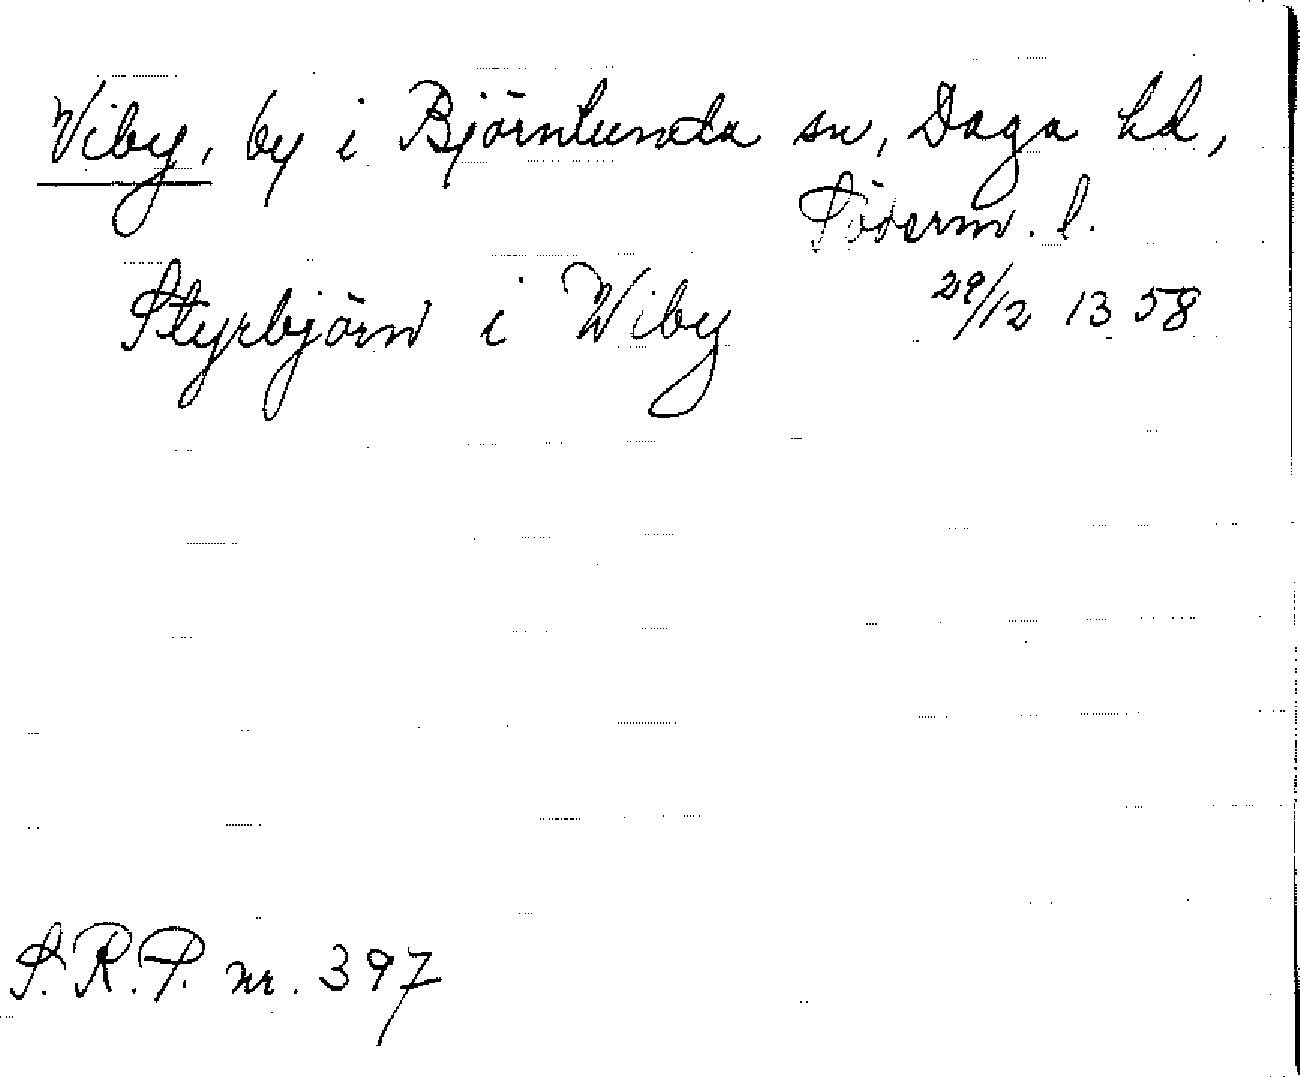 Viby, by i Björnlunda sn, Daga hd,
Söderm. l.
Styrbjörn i Wiby 29/12 1358
S.R.P. nr. 397